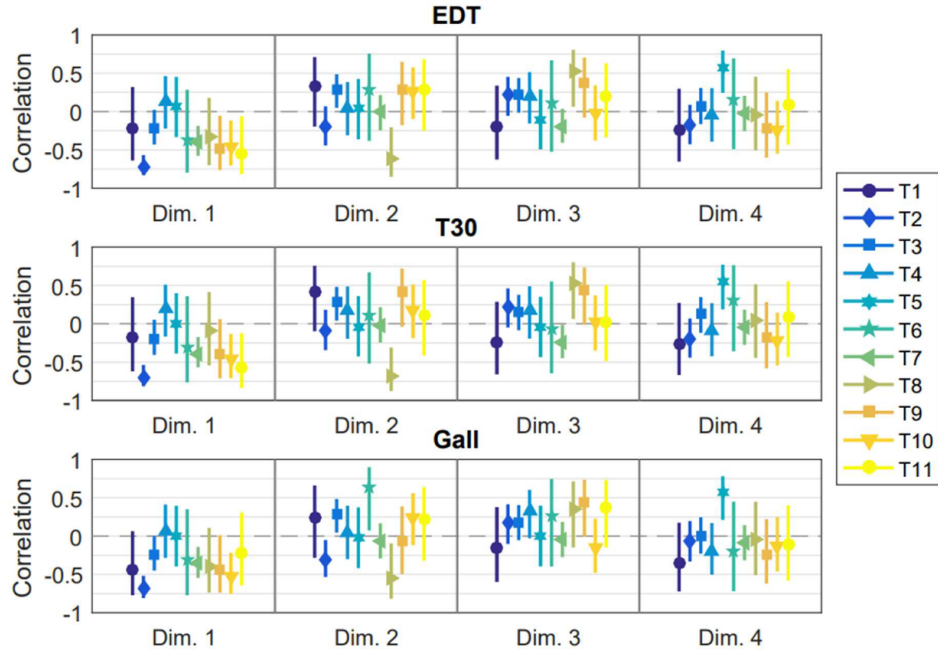 EDT
Correlation
1
0.5
0
-0.5
-1
Dim. 1 Dim. 2 Dim. 3 Dim. 4
T30
Correlation
1
0.5
0
-0.5
-1
Dim. 1 Dim. 2 Dim. 3 Dim. 4
Gall
Correlation
1
0.5
0
-0.5
-1
Dim. 1 Dim. 2 Dim. 3 Dim. 4
T1
T2
T3
T4
T5
T6
T7
T8
T9
T10
T11